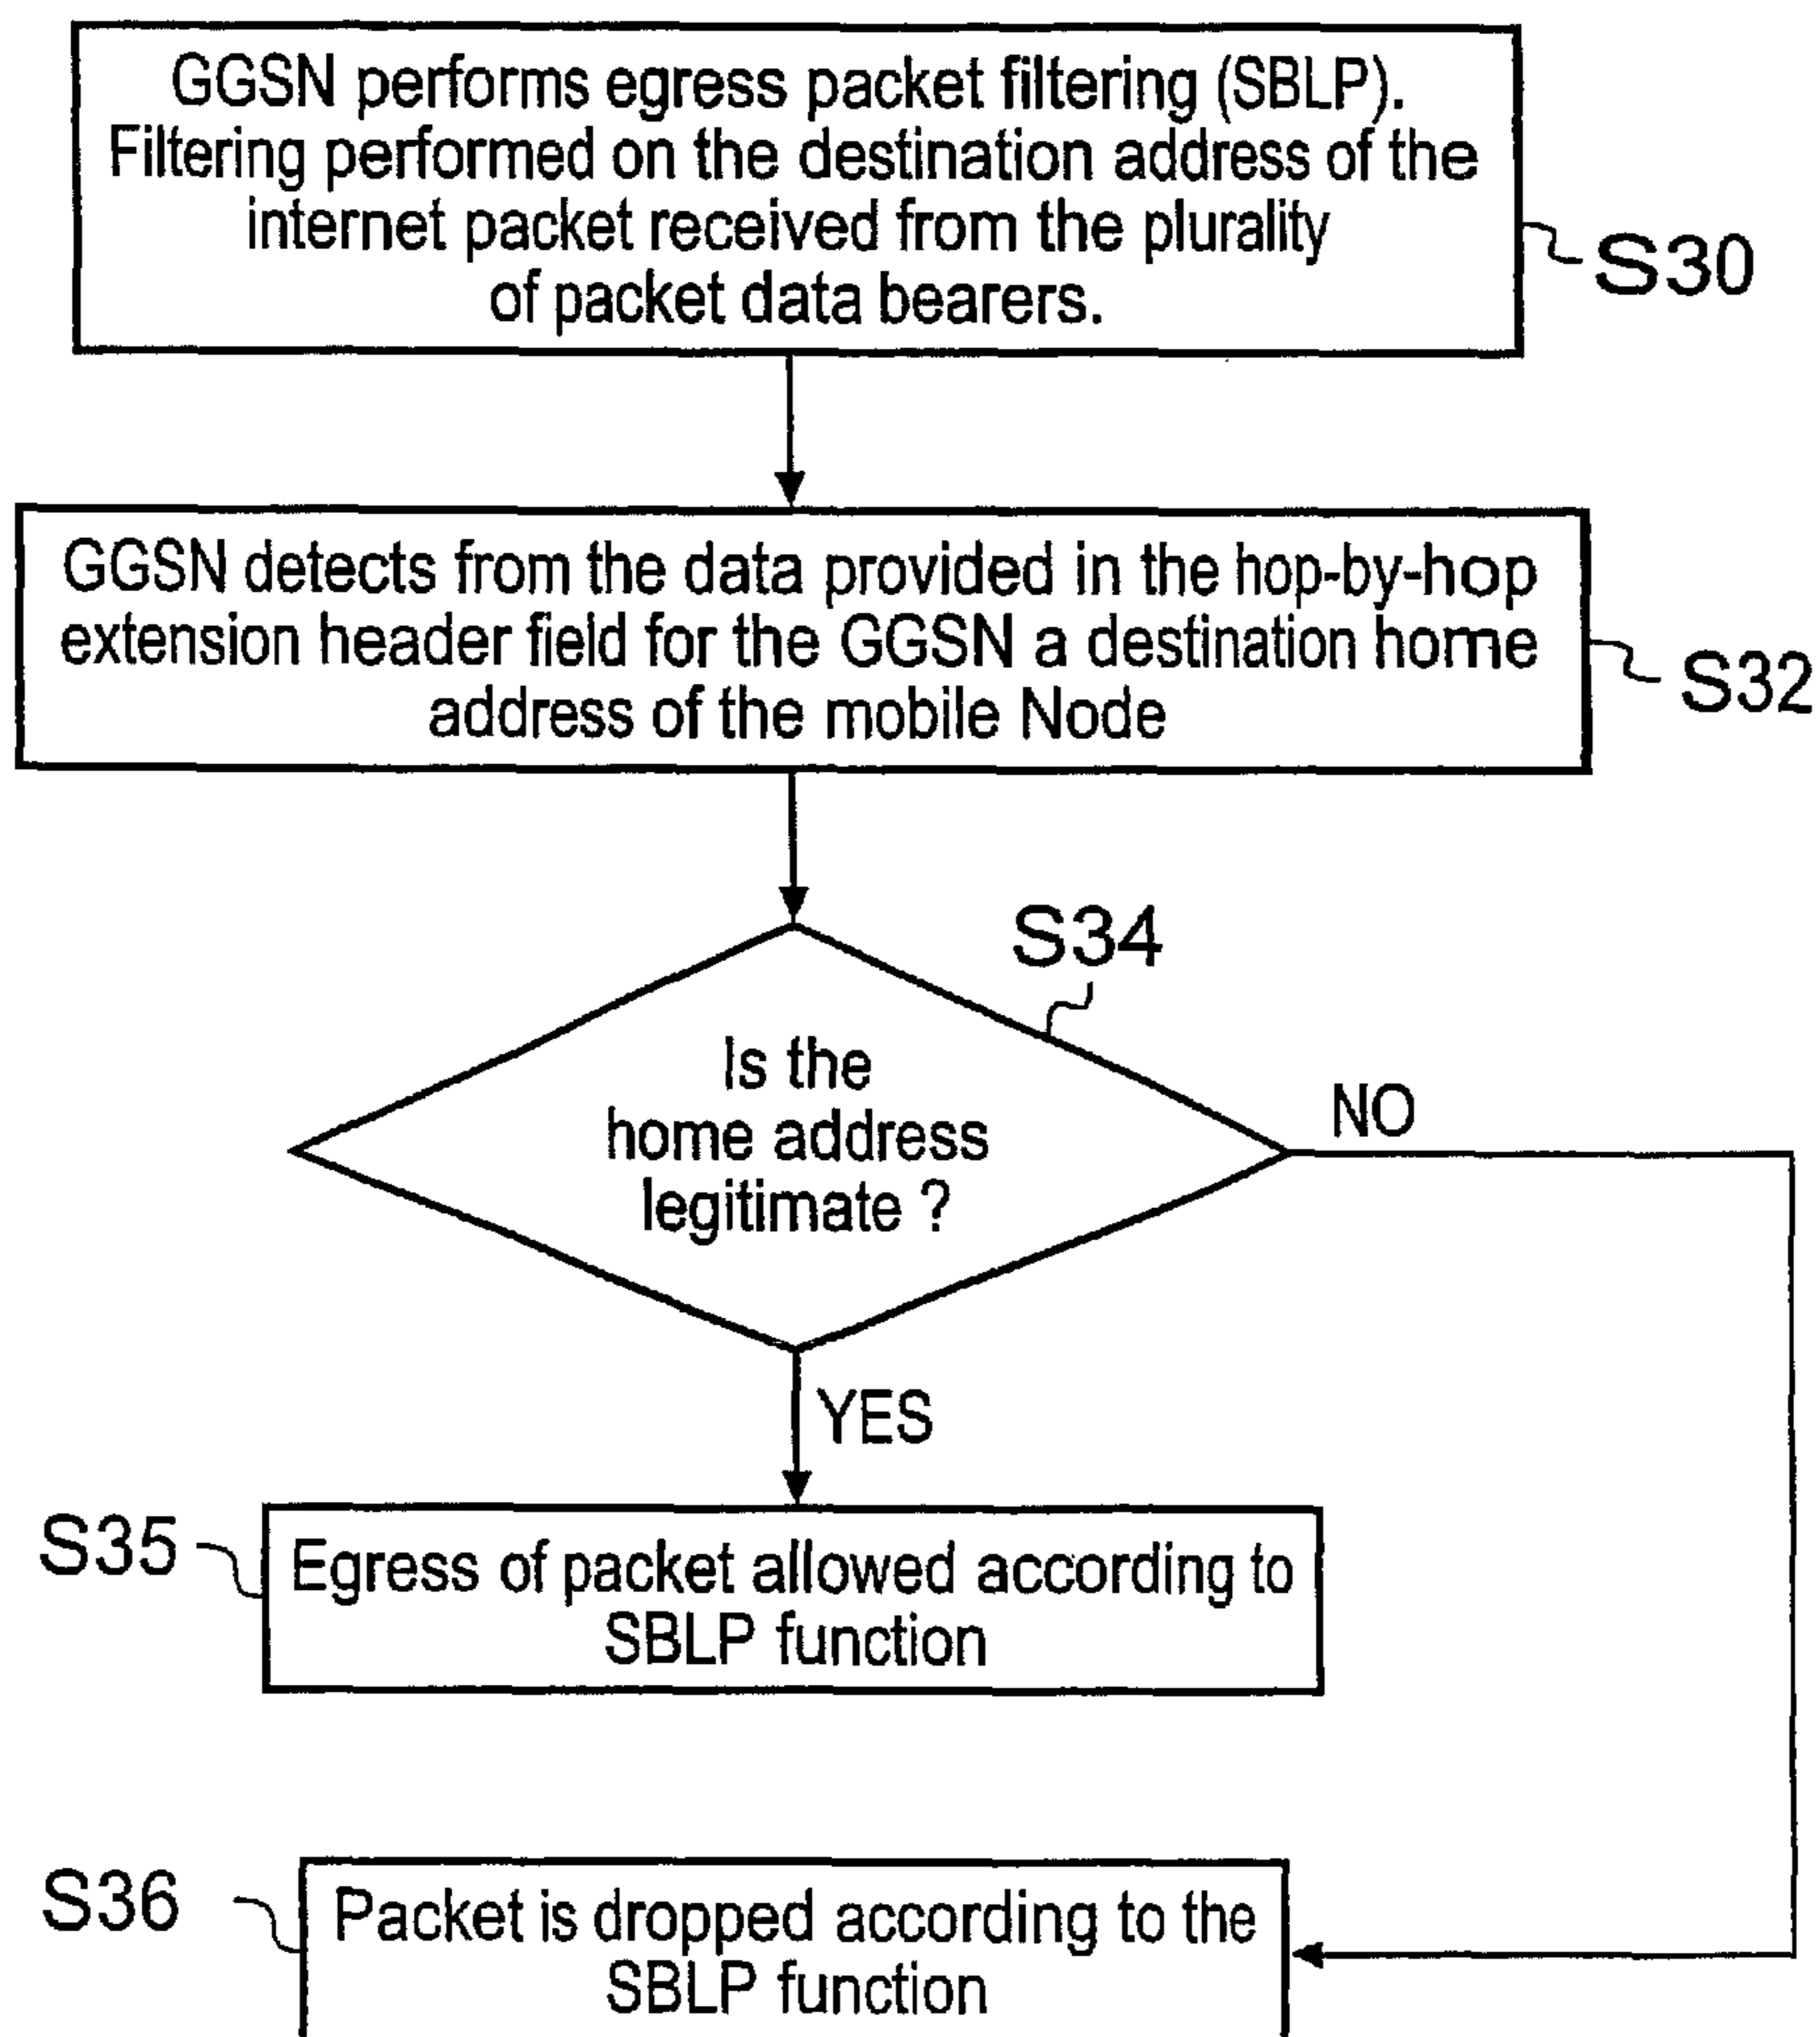 GGSN performs egress packet filtering (SBLP).
Filtering performed on the destination address of the
internet packet received from the plurality
of packet data bearers.
S30
GGSN detects from the data provided in the hop-by-hop
extension header field for the GGSN a destination home
address of the mobile Node
S32
S34
Is the
home address
legitimate ?
NO
YES
S35
Egress of packet allowed according to
SBLP function
S36
Packet is dropped according to the
SBLP function